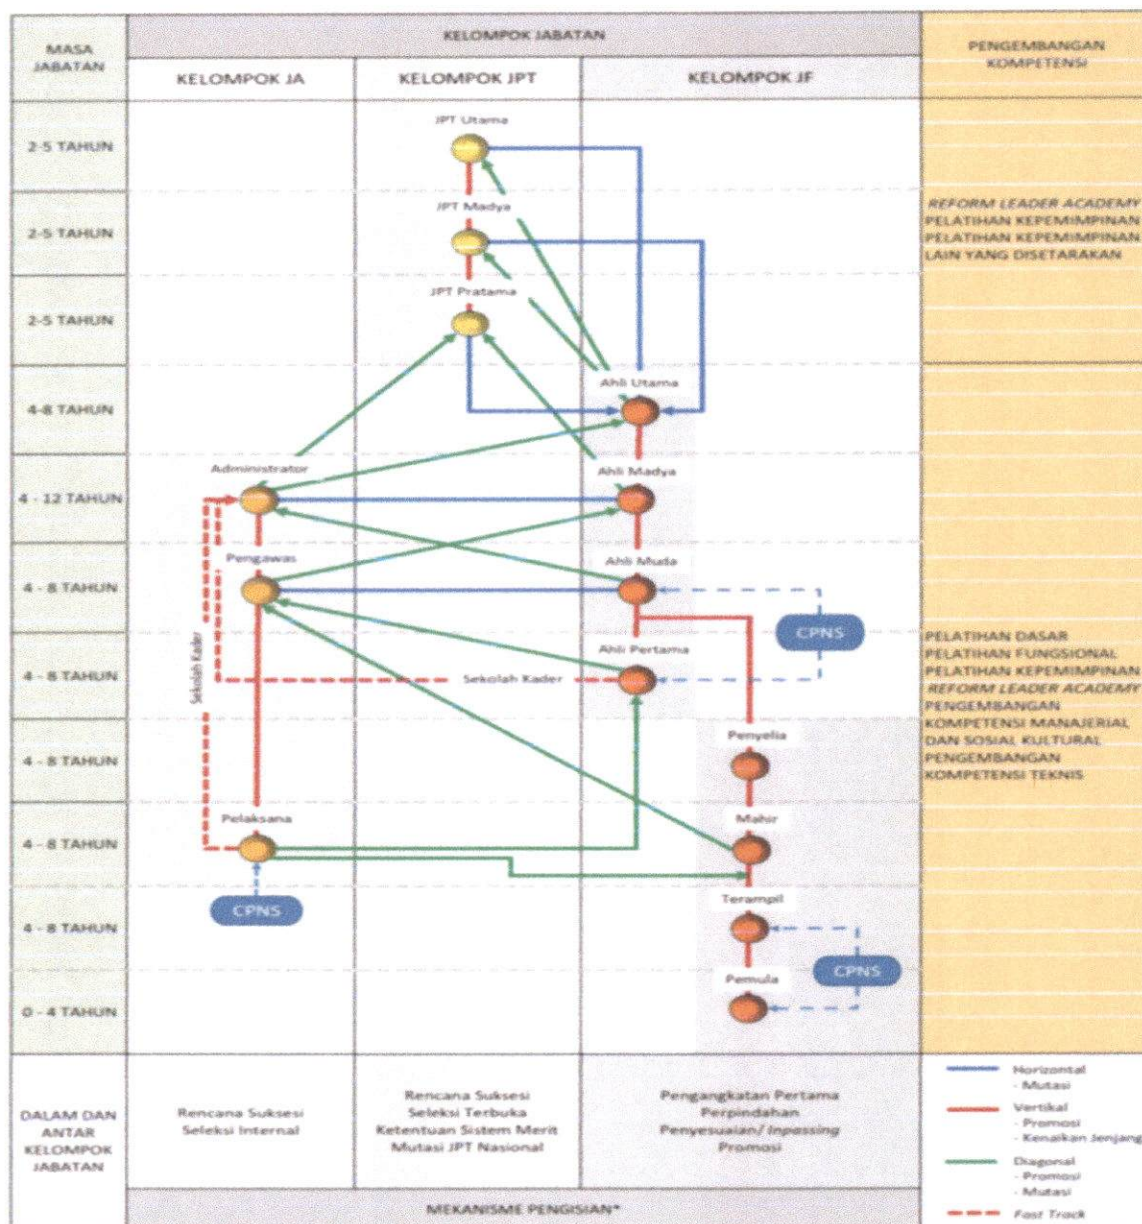 MASA
JABATAN
KELOMPOK JABATAN
PENGEMBANGAN
KOMPETENSI
KELOMPOK JA
KELOMPOK JPT
KELOMPOK JF
JPT Utama
2-5 TAHUN
JPT Madya
2-5 TAHUN
REFORM LEADER ACADEMY
PELATIHAN KEPEMIMPINAN
PELATIHAN KEPEMIMPINAN
LAIN YANG DISETARAKAN
JPT Pratama
2-5 TAHUN
Ahli Utama
4-8 TAHUN
Administrator
Ahli Madya
4 - 12 TAHUN
Pengawas
Ahli Muda
4 - 8 TAHUN
CPNS
Ahli Pertama
4 - 8 TAHUN
Sekolah Kader
Sekolah Kader
PELATIHAN DASAR
PELATIHAN FUNGSIONAL
PELATIHAN KEPEMIMPINAN
REFORM LEADER ACADEMY
PENGEMBANGAN
KOMPETENSI MANAJERIAL
DAN SOSIAL KULTURAL
PENGEMBANGAN
KOMPETENSI TEKNIS
Penyelia
4 - 8 TAHUN
Pelaksana
Mahir
4 - 8 TAHUN
CPNS
Terampil
4 - 8 TAHUN
CPNS
Pemula
0 - 4 TAHUN
DALAM DAN
ANTAR
KELOMPOK
JABATAN
Rencana Suksesi
Seleksi Internal
Rencana Suksesi
Seleksi Terbuka
Ketentuan Sistem Merit
Mutasi JPT Nasional
Pengangkatan Pertama
Perpindahan
Penyesuaian/ Inpassing
Promosi
Horizontal
- Mutasi
Vertikal
- Promosi
- Kenaikan Jenjang
Diagonal
- Promosi
- Mutasi
Fast Track
MEKANISME PENGISIAN*